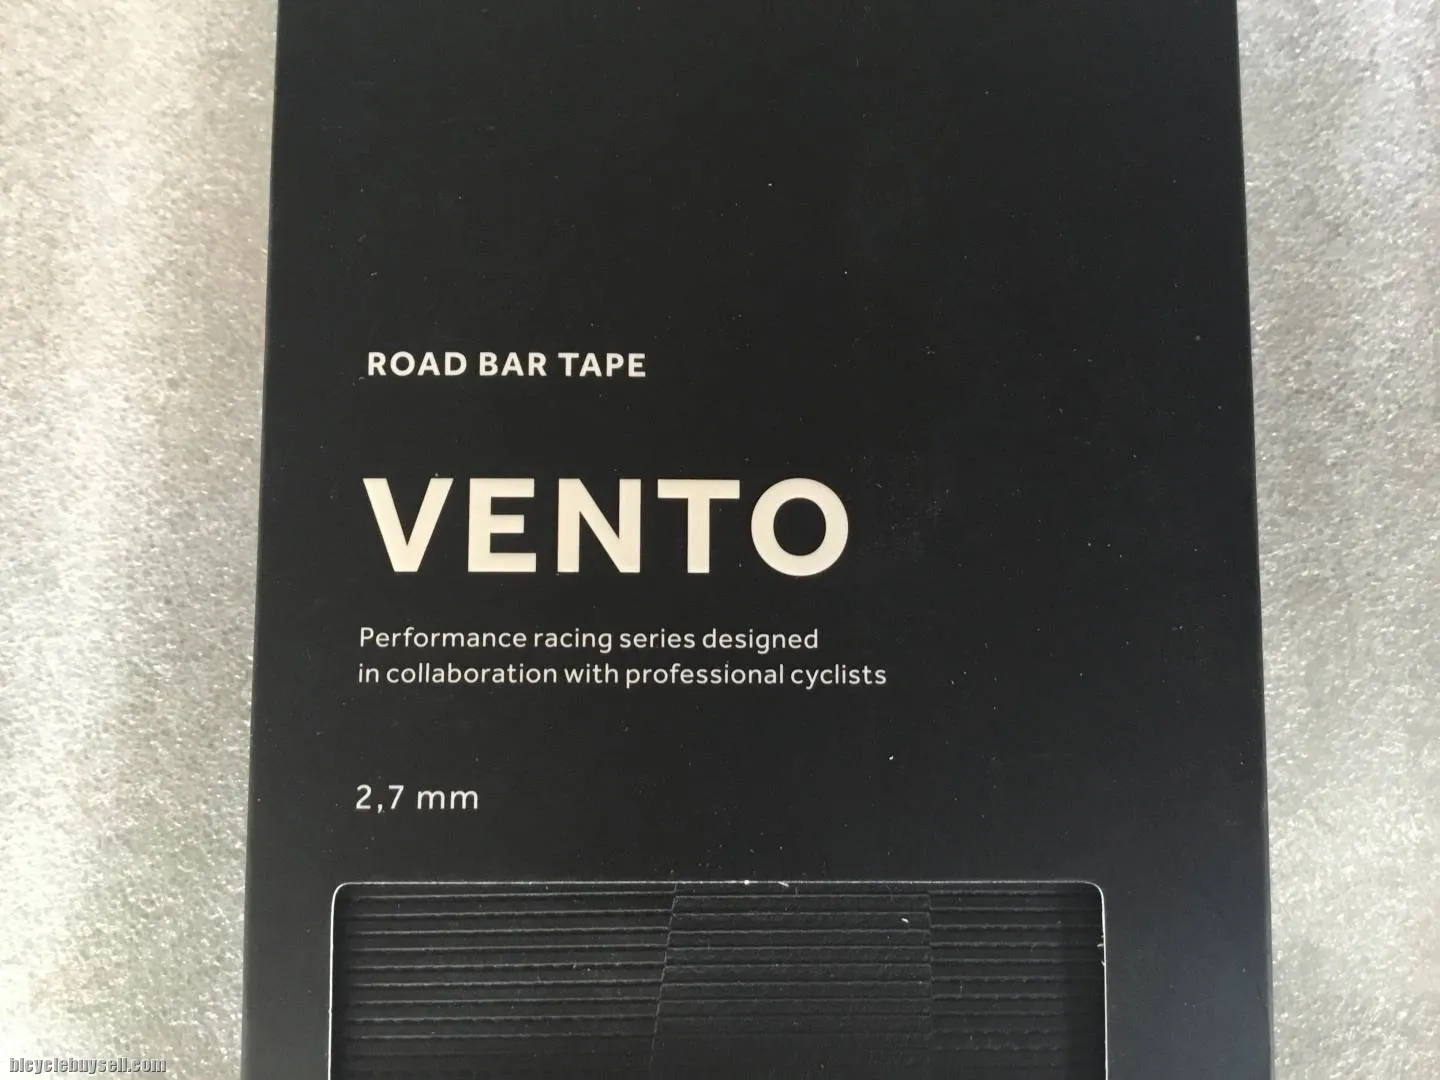 ROAD BAR TAPE
VENTO
Performance racing series designed
in collaboration with professional cyclists
2,7 mm
bicyclebuysell.com